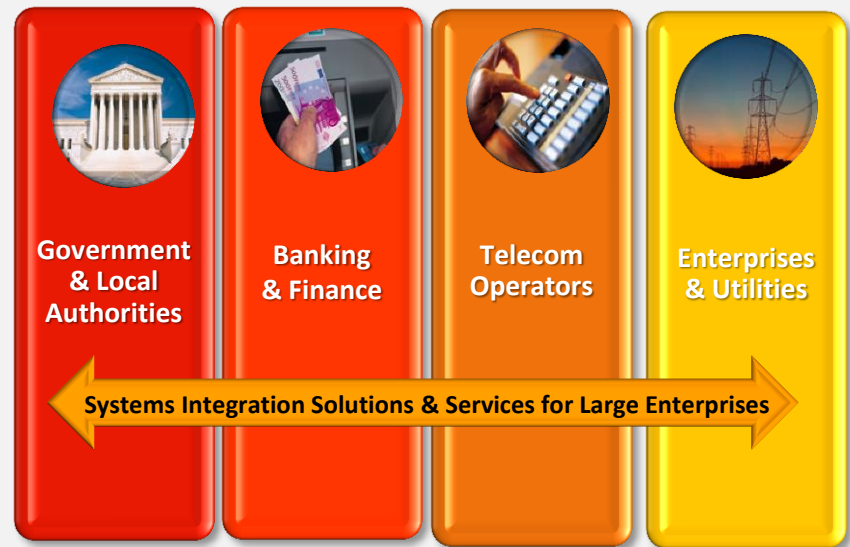 Government
& Local
Authorities
Banking
& Finance
Telecom
Operators
Enterprises
& Utilities
Systems Integration Solutions & Services for Large Enterprises